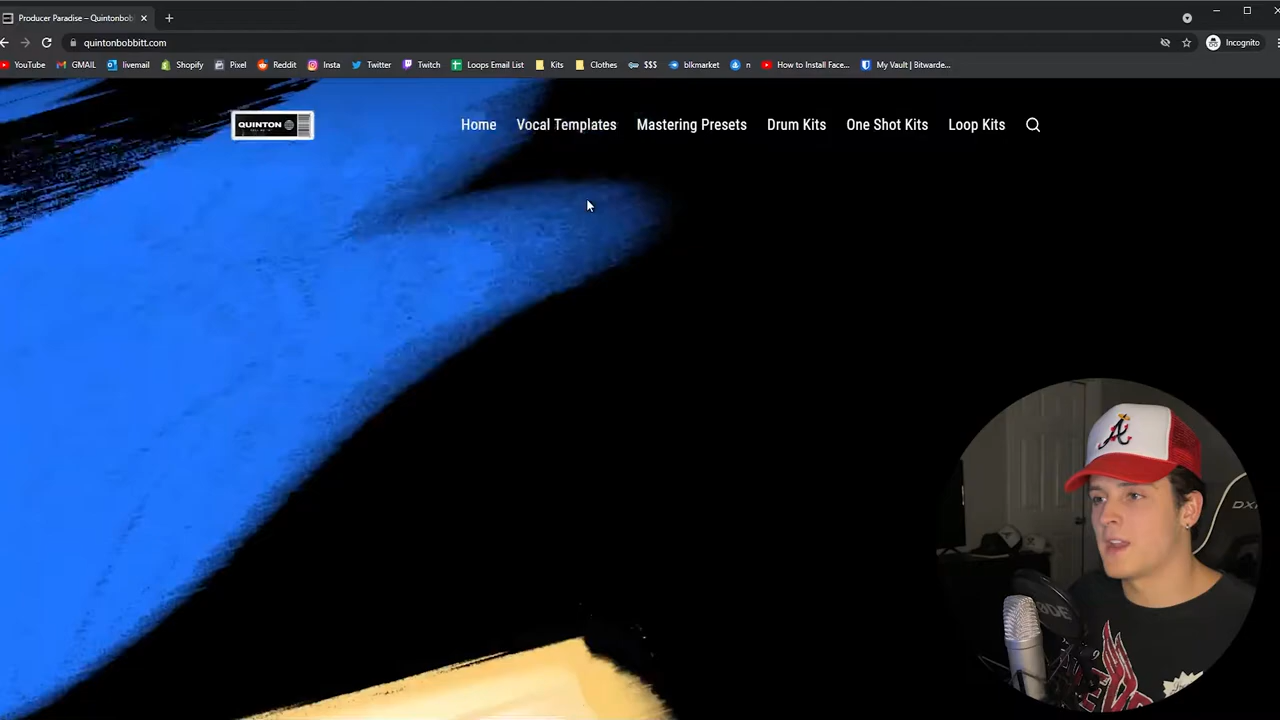 Producer Paradise – Quintonbob
quintonbobbitt.com
Incognito
YouTube GMAIL livemail Shopify Pixel Reddit Insta Twitter Twitch Loops Email List Kits Clothes $$$ blkmarket n How to Install Face... My Vault | Bitwarde...
QUINTON
Home Vocal Templates Mastering Presets Drum Kits One Shot Kits Loop Kits
A
DX
RØDE